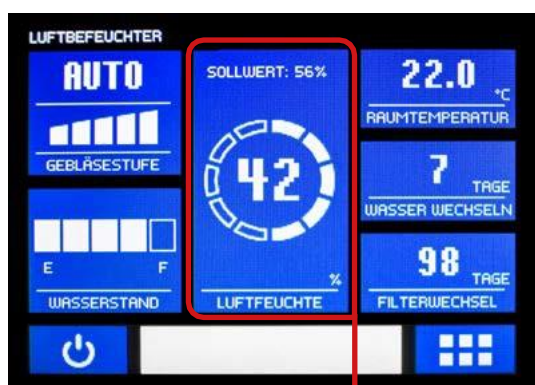 LUFTBEFEUCHTER
AUTO
GEBLÄSESTUFE
E F
WASSERSTAND
SOLLWERT: 56%
42
%
LUFTFEUCHTE
22.0
°C
RAUMTEMPERATUR
7
TAGE
WASSER WECHSELN
98
TAGE
FILTERWECHSEL